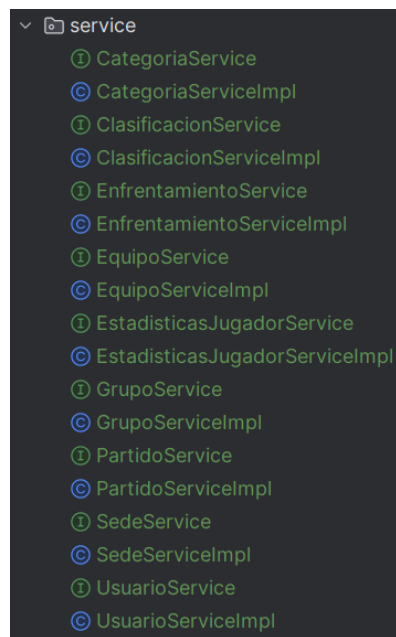 service
CategoriaService
CategoriaServiceImpl
ClasificacionService
ClasificacionServiceImpl
EnfrentamientoService
EnfrentamientoServiceImpl
EquipoService
EquipoServiceImpl
EstadisticasJugadorService
EstadisticasJugadorServiceImpl
GrupoService
GrupoServiceImpl
PartidoService
PartidoServiceImpl
SedeService
SedeServiceImpl
UsuarioService
UsuarioServiceImpl